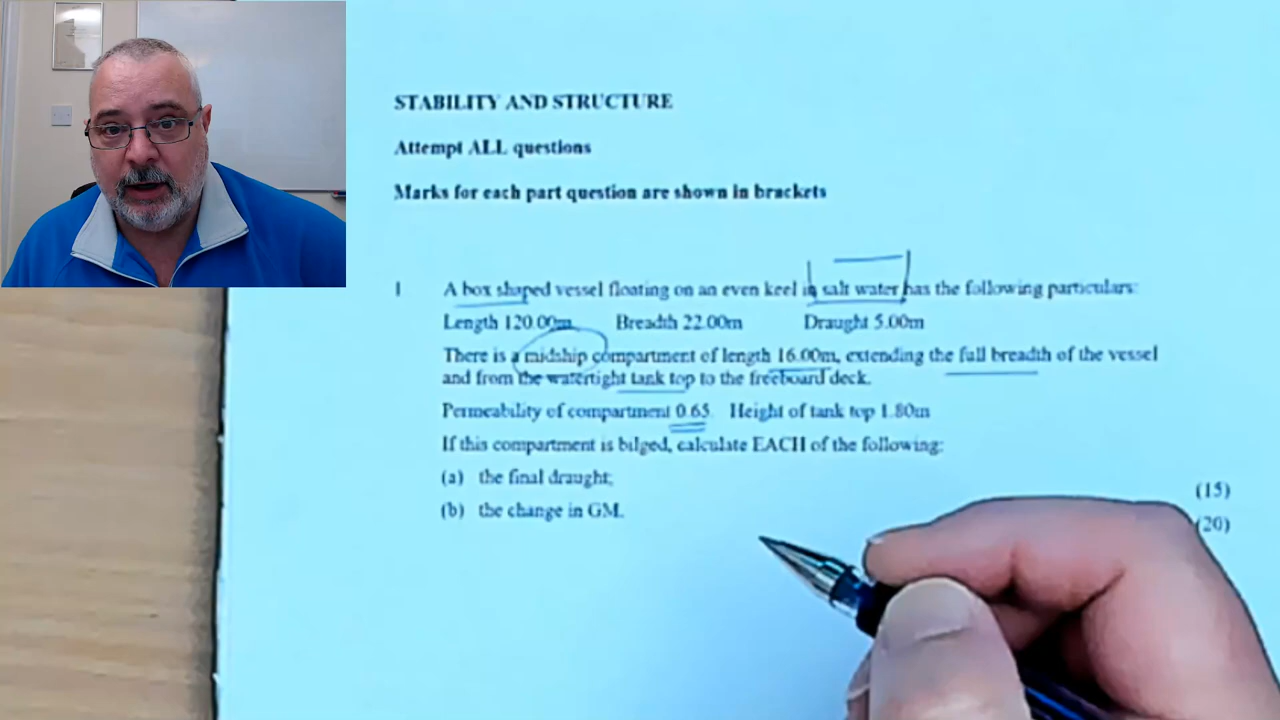 STABILITY AND STRUCTURE
Attempt ALL questions
Marks for each part question are shown in brackets
1 A box shaped vessel floating on an even keel in salt water has the following particulars:
Length 120.00m Breadth 22.00m Draught 5.00m
There is a midship compartment of length 16.00m, extending the full breadth of the vessel
and from the watertight tank top to the freeboard deck.
Permeability of compartment 0.65 Height of tank top 1.80m
If this compartment is bilged, calculate EACH of the following:
(a) the final draught; (15)
(b) the change in GM. (20)